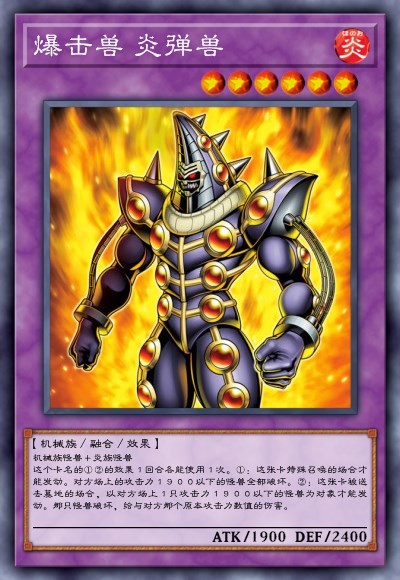 爆击兽 炎弹兽
ほのお
炎
【机械族/融合/效果】
机械族怪兽+炎族怪兽
这个卡名的①②的效果1回合各能使用1次。①：这张卡特殊召唤的场合才
能发动。对方场上的攻击力1900以下的怪兽全部破坏。②：这张卡被送
去墓地的场合，以对方场上1只攻击力1900以下的怪兽为对象才能发
动。那只怪兽破坏，给与对方那个原本攻击力数值的伤害。
ATK/1900 DEF/2400